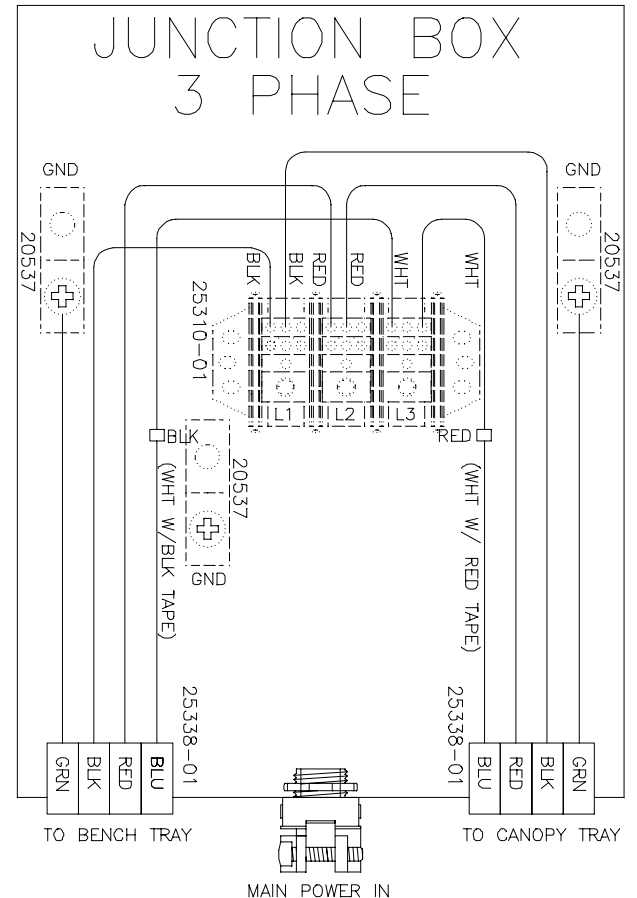 JUNCTION BOX
3 PHASE
GND
GND
20537
20537
BLK
BLK
RED
RED
WHT
WHT
25310-01
L1
L2
L3
BLK
RED
20537
GND
(WHT W/BLK TAPE)
(WHT W/ RED TAPE)
25338-01
25338-01
GRN
BLK
RED
BLU
BLU
RED
BLK
GRN
TO BENCH TRAY
TO CANOPY TRAY
MAIN POWER IN